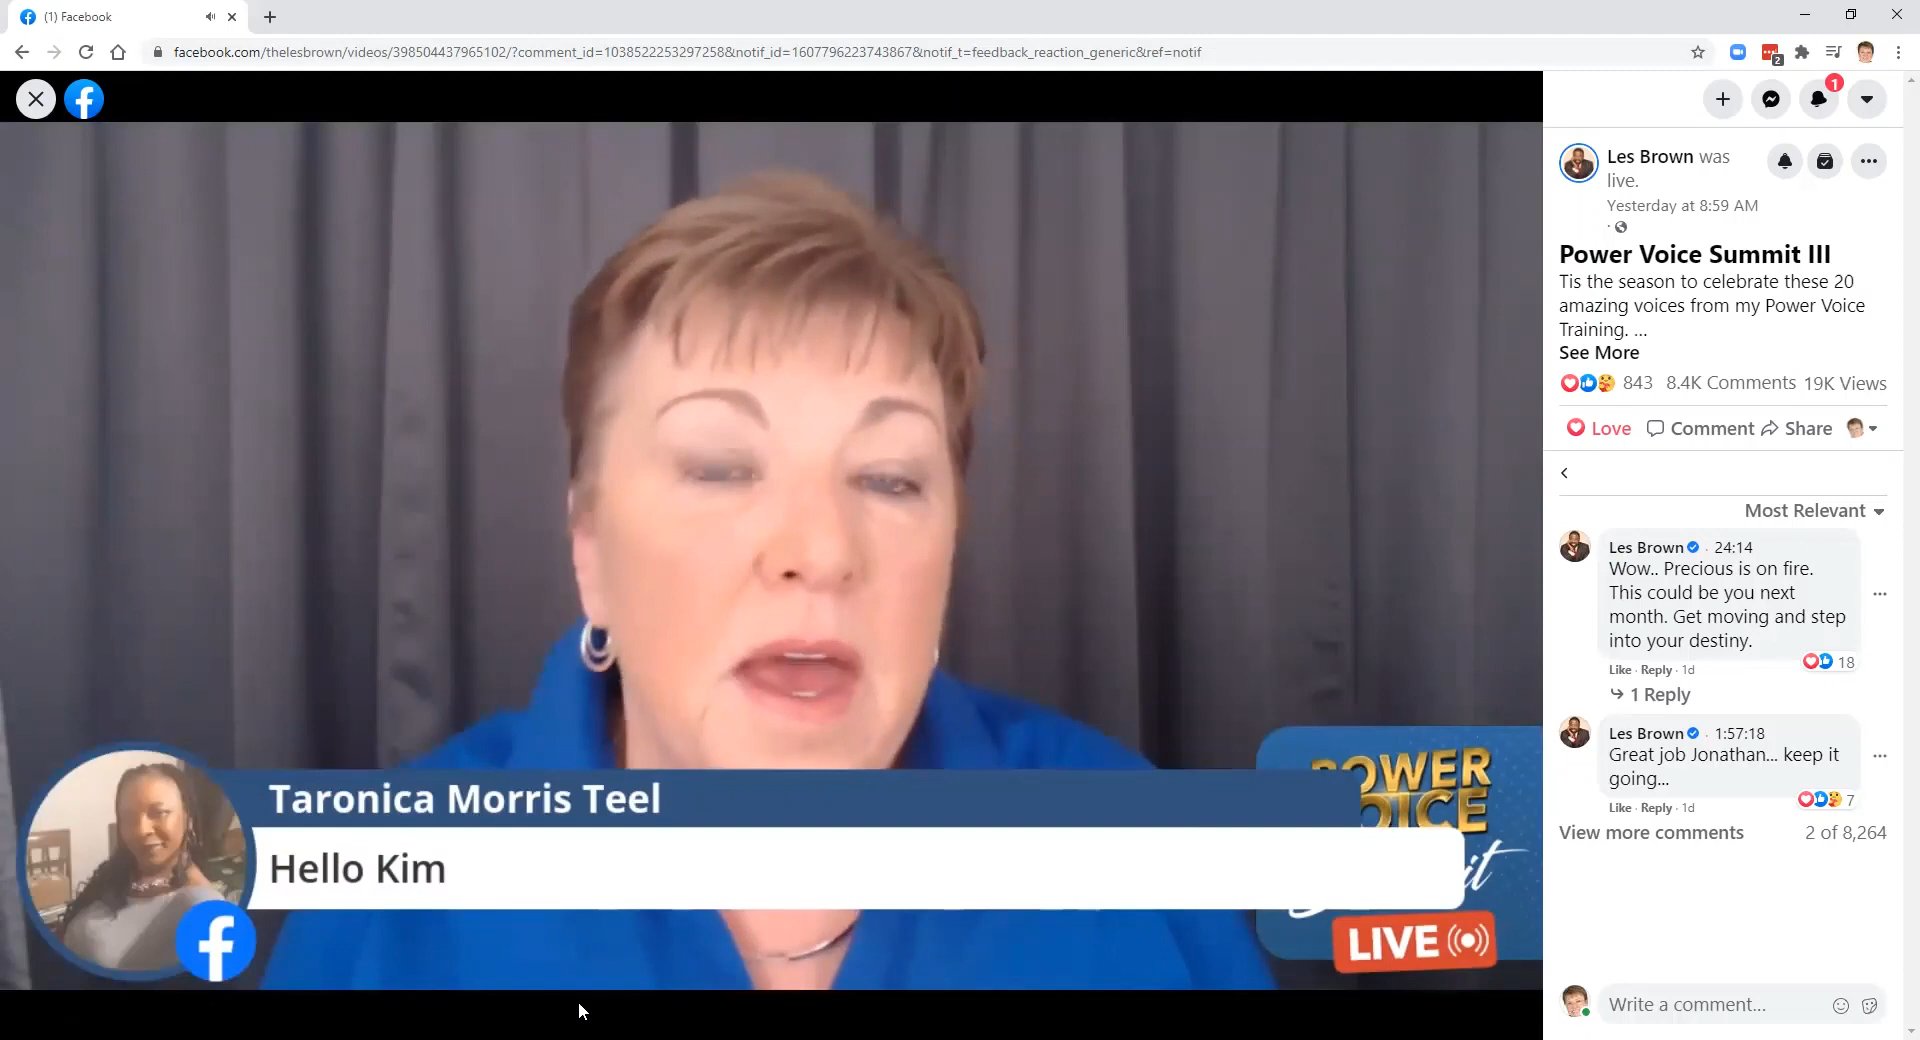 (1) Facebook
facebook.com/thelesbrown/videos/398504437965102/?comment_id=1038522253297258&notif_id=1607796223743867&notif_t=feedback_reaction_generic&ref=notif
2
1
Les Brown was
live.
Yesterday at 8:59 AM
·
Power Voice Summit III
Tis the season to celebrate these 20
amazing voices from my Power Voice
Training. ...
See More
843 8.4K Comments 19K Views
Love Comment Share
Most Relevant
Les Brown · 24:14
Wow.. Precious is on fire.
This could be you next
month. Get moving and step
into your destiny.
18
Like · Reply · 1d
1 Reply
Les Brown · 1:57:18
Great job Jonathan... keep it
going...
7
Like · Reply · 1d
View more comments 2 of 8,264
Write a comment...
Taronica Morris Teel
Hello Kim
POWER
LIVE